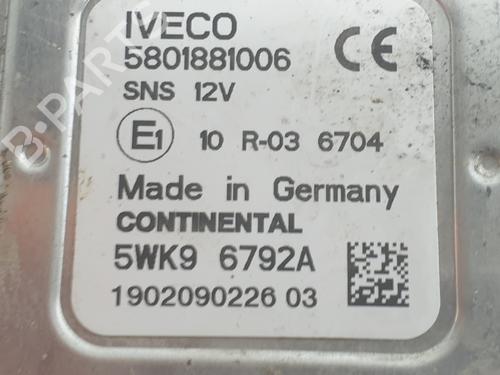 IVECO
5801881006
SNS 12V
CE
E1 10 R-03 6704
Made in Germany
CONTINENTAL
5WK9 6792A
1902090226 03